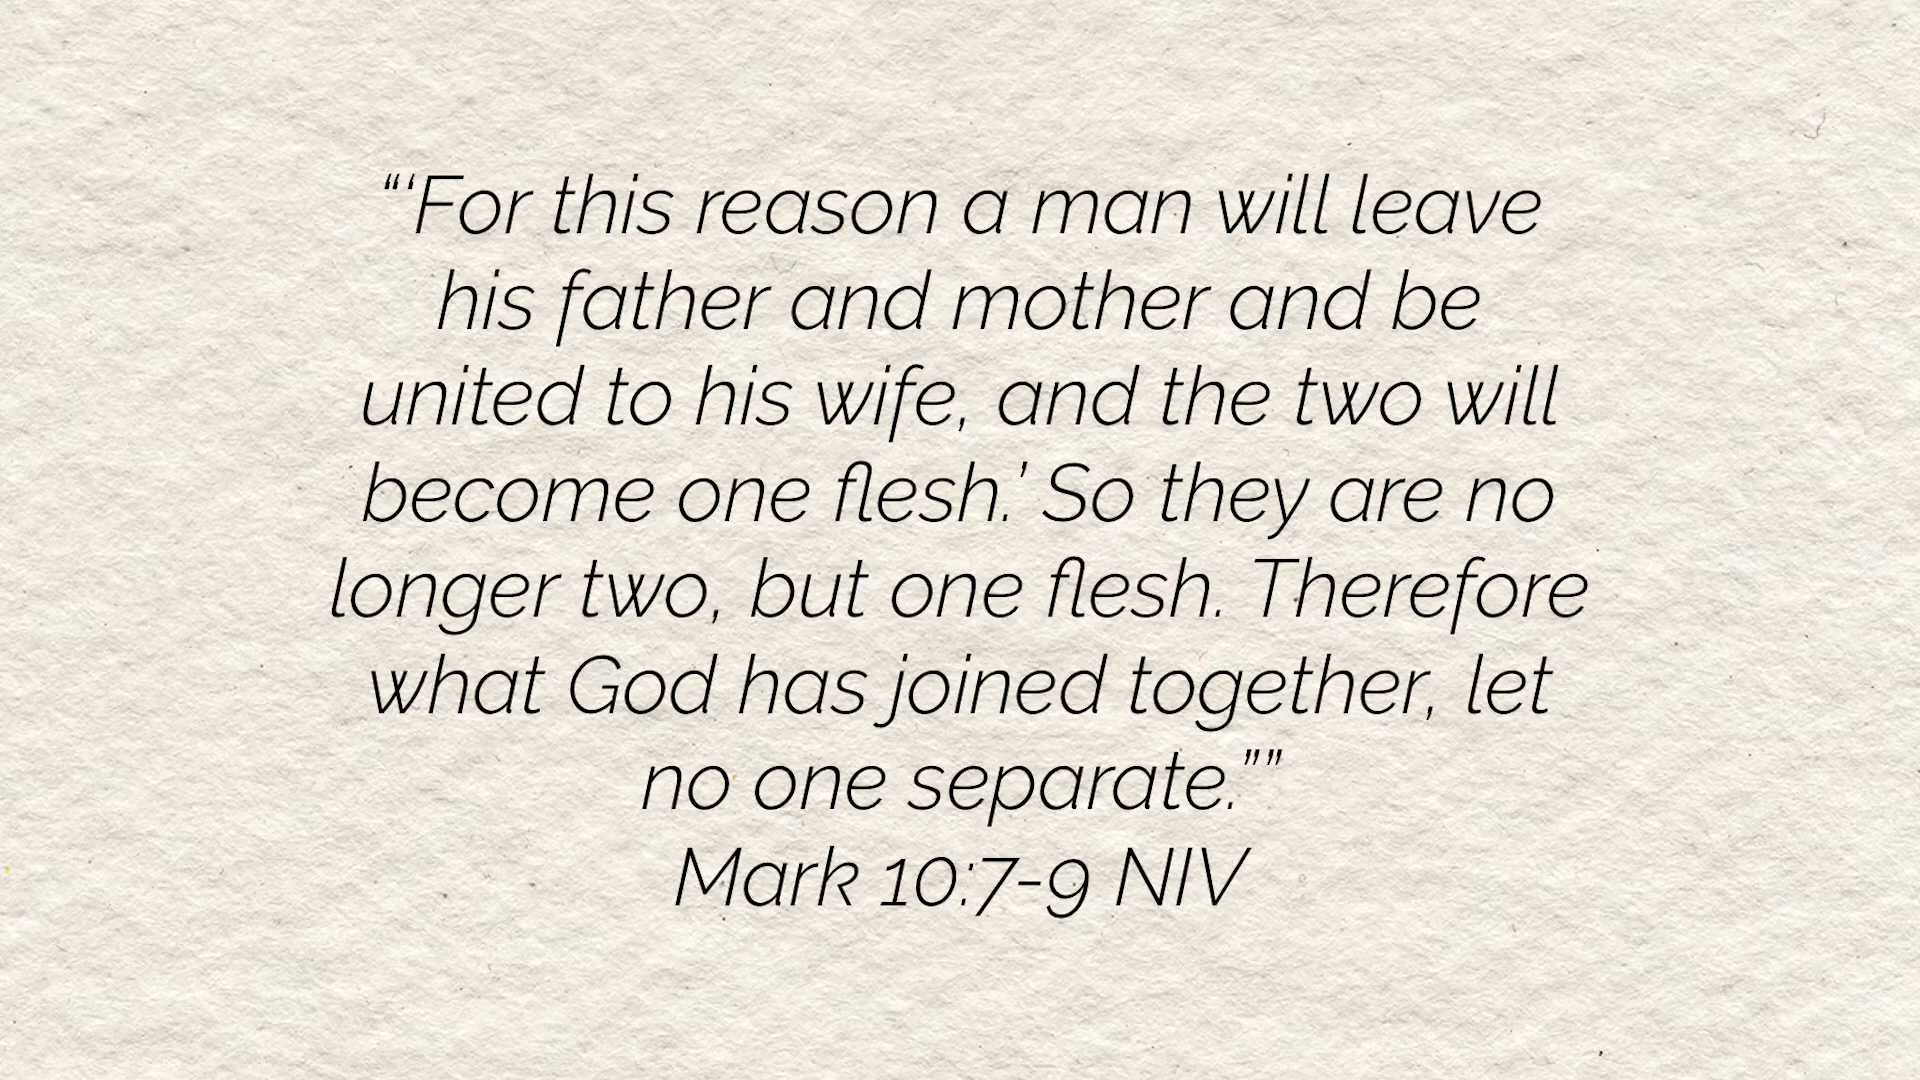 “‘For this reason a man will leave
his father and mother and be
united to his wife, and the two will
become one flesh.’ So they are no
longer two, but one flesh. Therefore
what God has joined together, let
no one separate.””
Mark 10:7-9 NIV